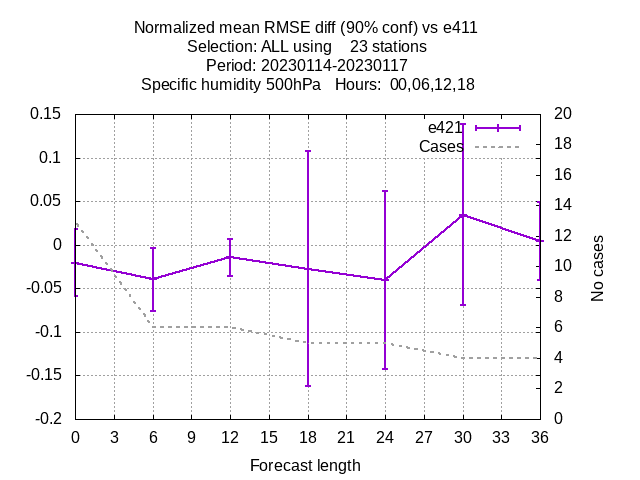 Normalized mean RMSE diff (90% conf) vs e411
Selection: ALL using    23 stations
Period: 20230114-20230117
Specific humidity 500hPa   Hours:  00,06,12,18
0.15
0.1
0.05
0
-0.05
-0.1
-0.15
-0.2
e421
Cases
20
18
16
14
12
10
8
6
4
2
0
No cases
0 3 6 9 12 15 18 21 24 27 30 33 36
Forecast length